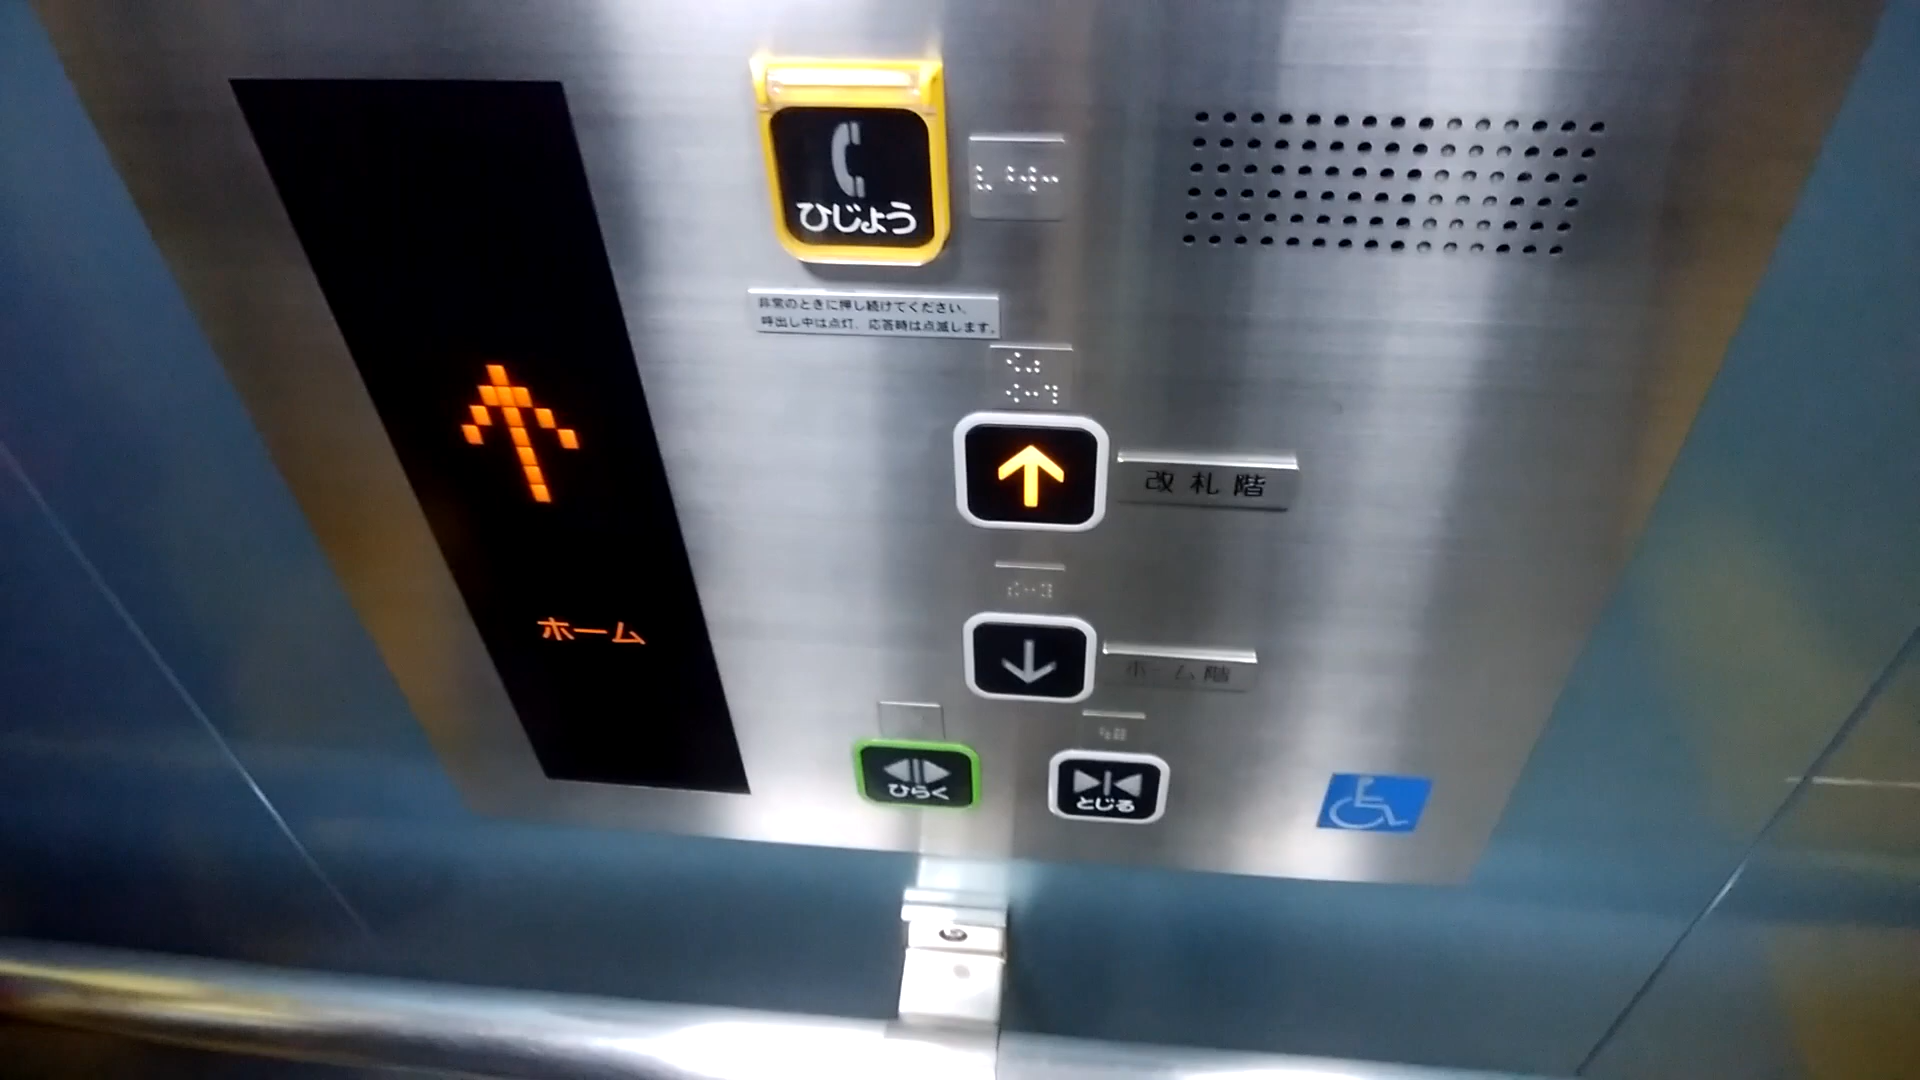 ひじょう
非常のときに押し続けてください、
呼出し中は点灯、応答時は点滅します。
改札階
ホーム
ホーム階
ひらく
とじる